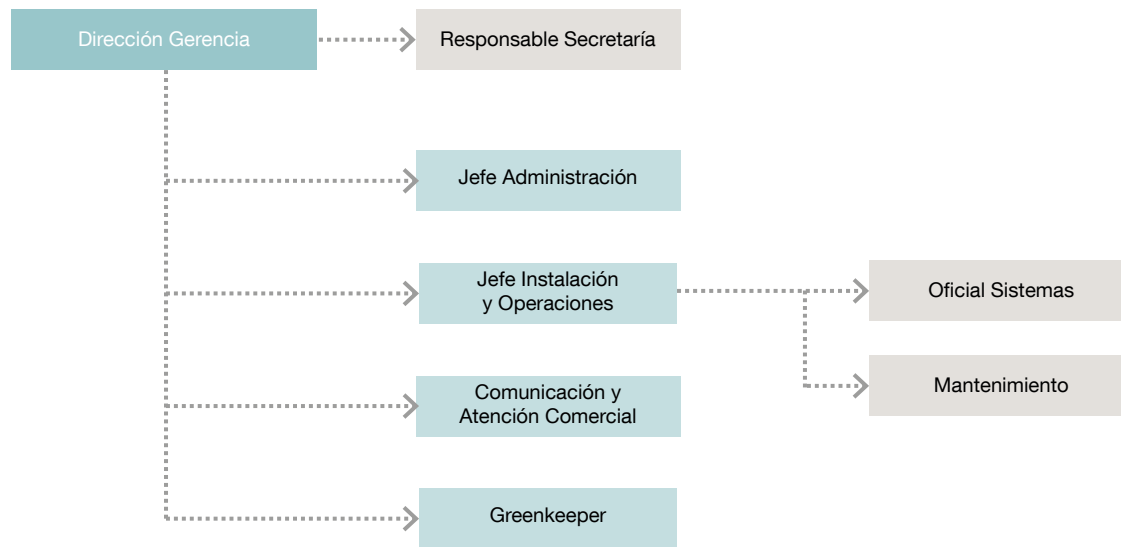 Dirección Gerencia
Responsable Secretaría
Jefe Administración
Jefe Instalación
y Operaciones
Oficial Sistemas
Mantenimiento
Comunicación y
Atención Comercial
Greenkeeper